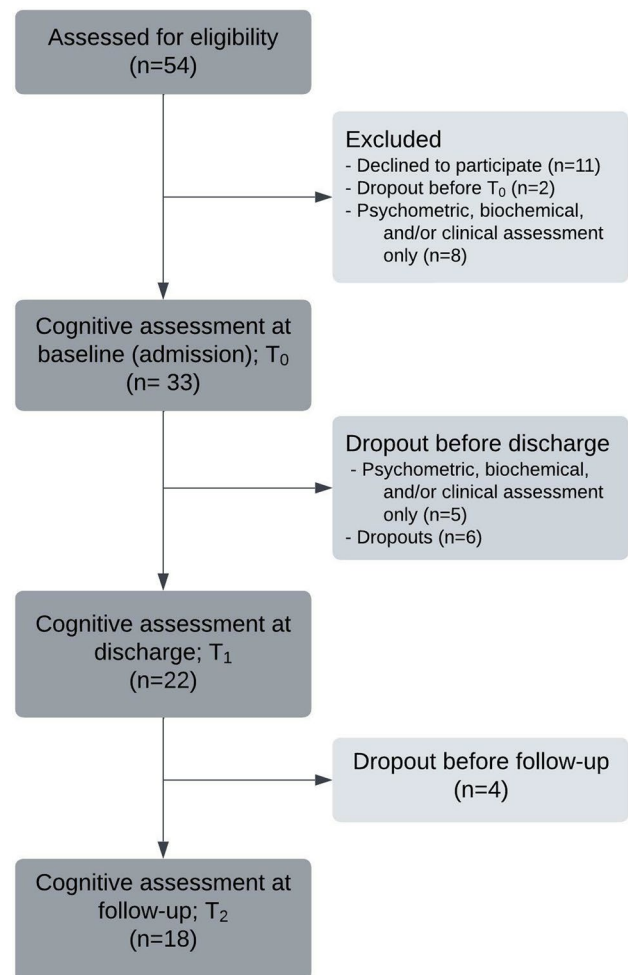 Assessed for eligibility
(n=54)
Excluded
- Declined to participate (n=11)
- Dropout before T₀ (n=2)
- Psychometric, biochemical,
and/or clinical assessment
only (n=8)
Cognitive assessment at
baseline (admission); T₀
(n= 33)
Dropout before discharge
- Psychometric, biochemical,
and/or clinical assessment
only (n=5)
- Dropouts (n=6)
Cognitive assessment at
discharge; T₁
(n=22)
Dropout before follow-up
(n=4)
Cognitive assessment at
follow-up; T₂
(n=18)